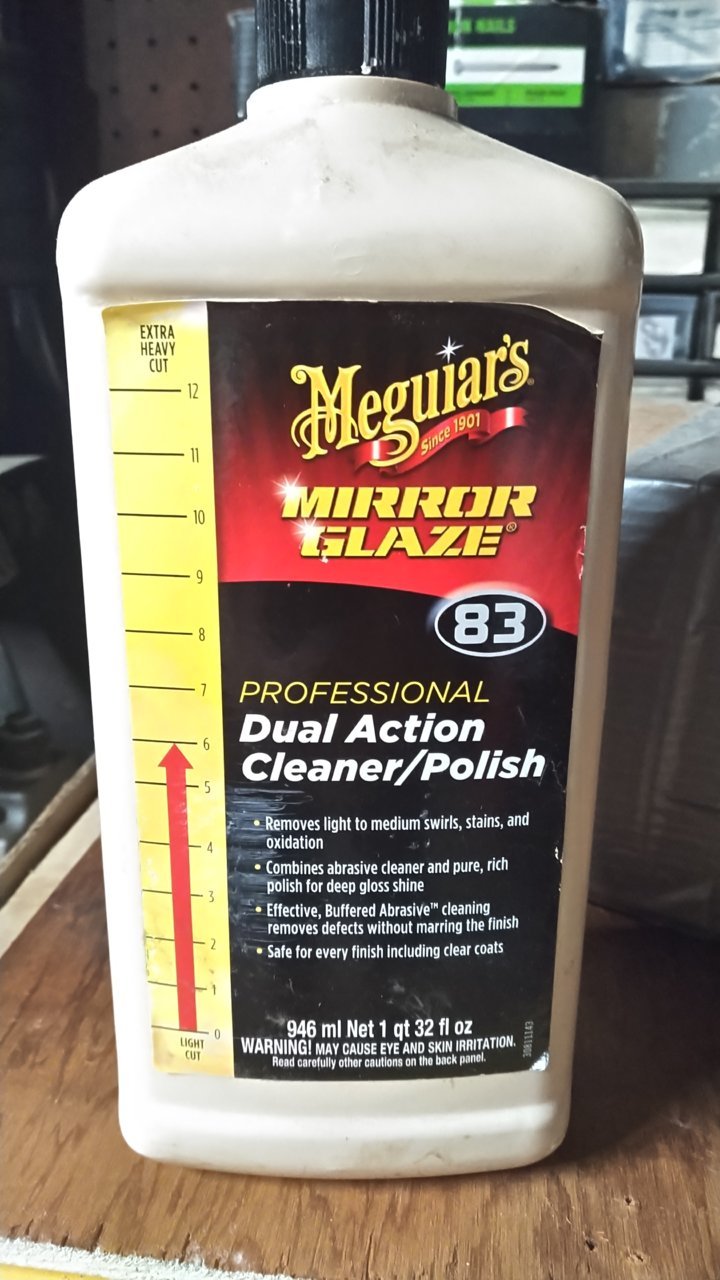 NAILS
EXTRA
HEAVY
CUT
12
11
10
9
8
7
6
5
4
3
2
1
0
LIGHT
CUT
Meguiar's®
Since 1901
MIRROR
GLAZE®
83
PROFESSIONAL
Dual Action
Cleaner/Polish
• Removes light to medium swirls, stains, and
oxidation
• Combines abrasive cleaner and pure, rich
polish for deep gloss shine
• Effective, Buffered Abrasive™ cleaning
removes defects without marring the finish
• Safe for every finish including clear coats
946 ml Net 1 qt 32 fl oz
WARNING! MAY CAUSE EYE AND SKIN IRRITATION.
Read carefully other cautions on the back panel.